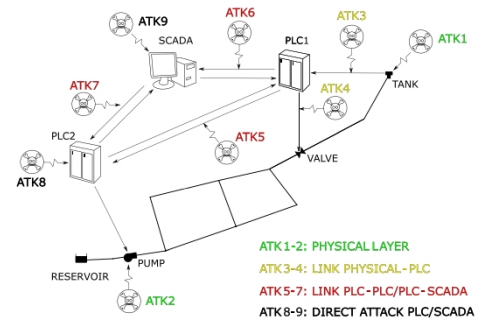 ATK9
ATK6
ATK3
ATK1
SCADA
PLC1
TANK
ATK7
ATK4
PLC2
ATK5
VALVE
ATK8
RESERVOIR
PUMP
ATK2
ATK1-2: PHYSICAL LAYER
ATK3-4: LINK PHYSICAL-PLC
ATK5-7: LINK PLC-PLC/PLC-SCADA
ATK8-9: DIRECT ATTACK PLC/SCADA